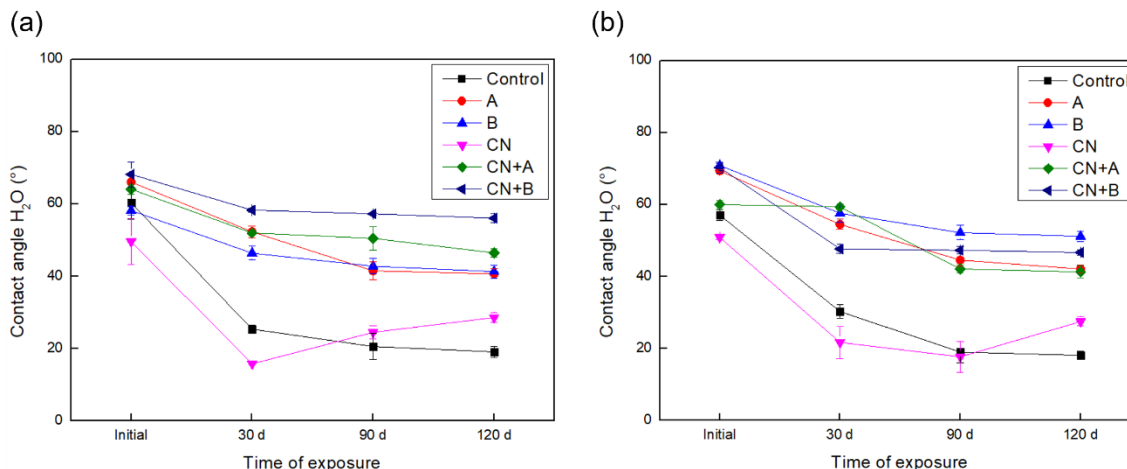 (a)
100
80
60
40
20
0
Contact angle H₂O (°)
Initial
30 d
90 d
120 d
Time of exposure
Control
A
B
CN
CN+A
CN+B
(b)
100
80
60
40
20
0
Contact angle H₂O (°)
Initial
30 d
90 d
120 d
Time of exposure
Control
A
B
CN
CN+A
CN+B